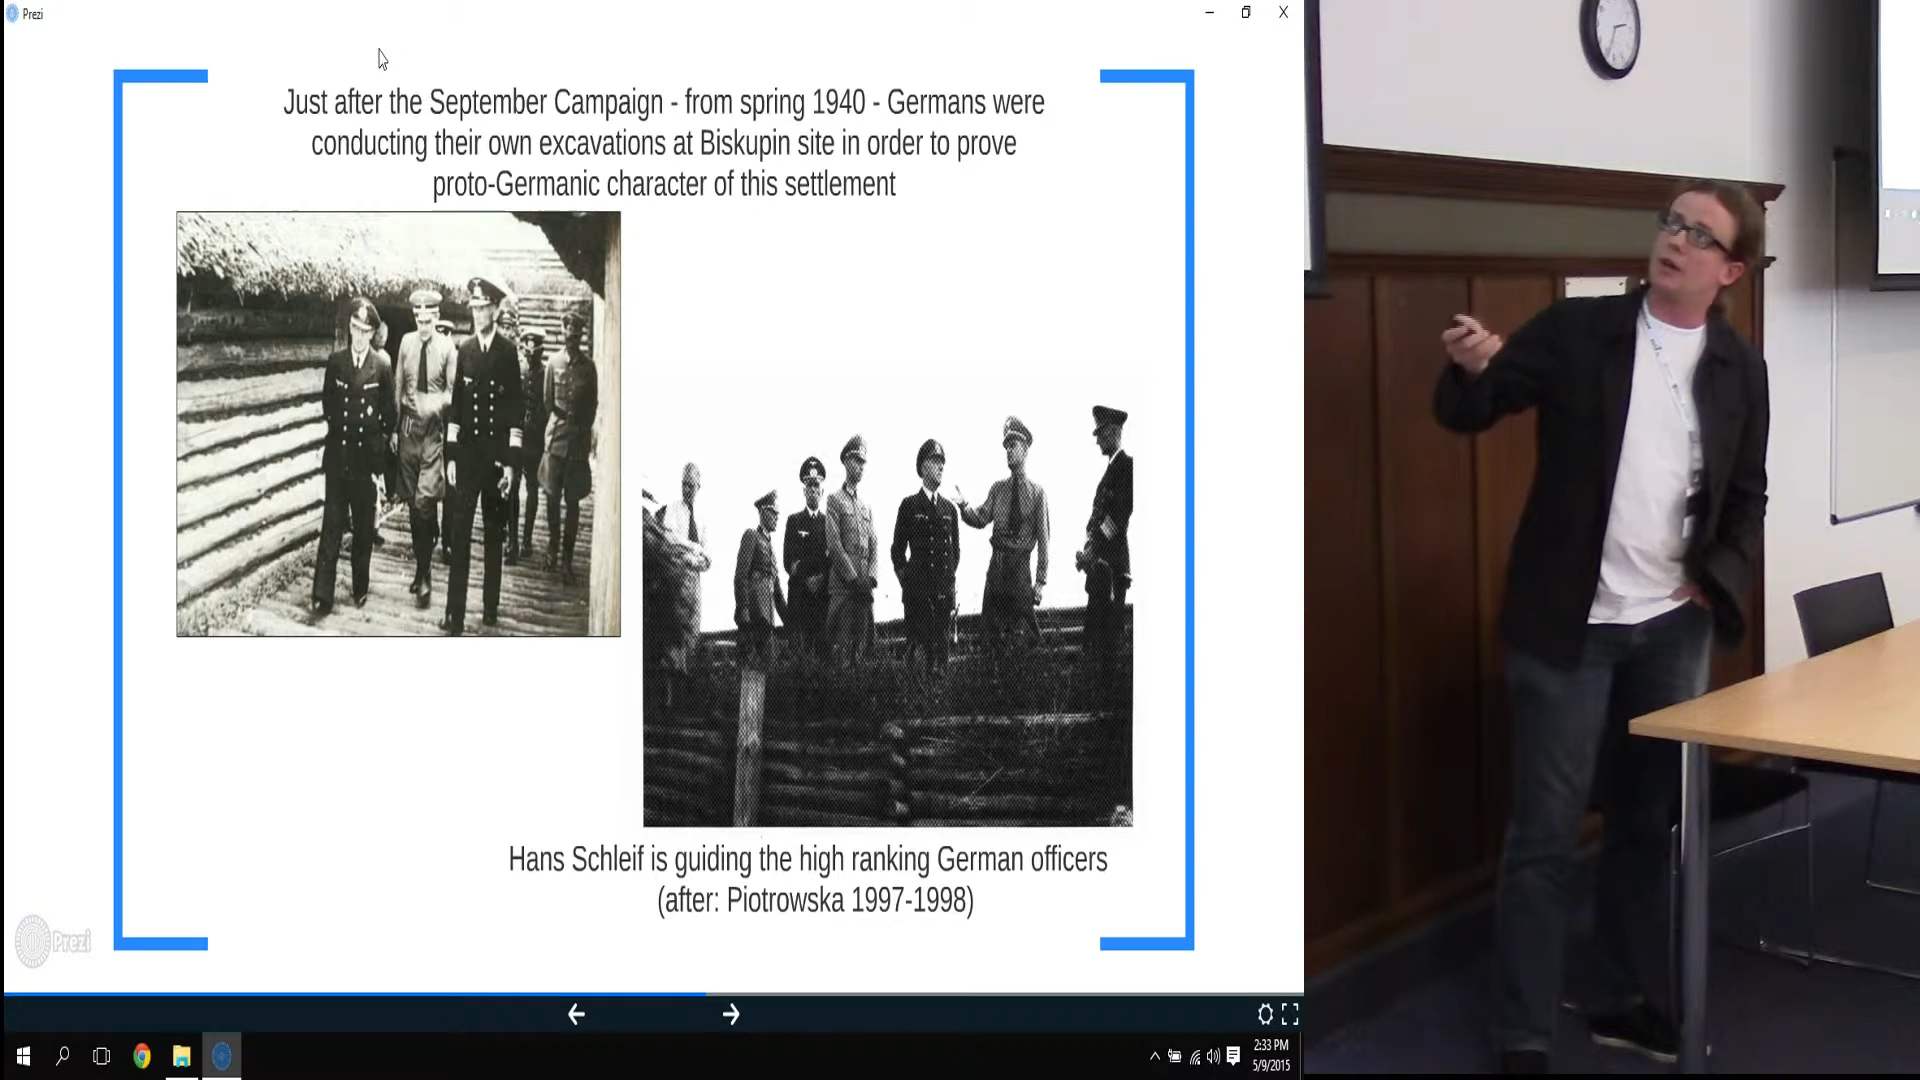 Prezi
Just after the September Campaign - from spring 1940 - Germans were
conducting their own excavations at Biskupin site in order to prove
proto-Germanic character of this settlement
Hans Schleif is guiding the high ranking German officers
(after: Piotrowska 1997-1998)
Prezi
2:33 PM
5/9/2015